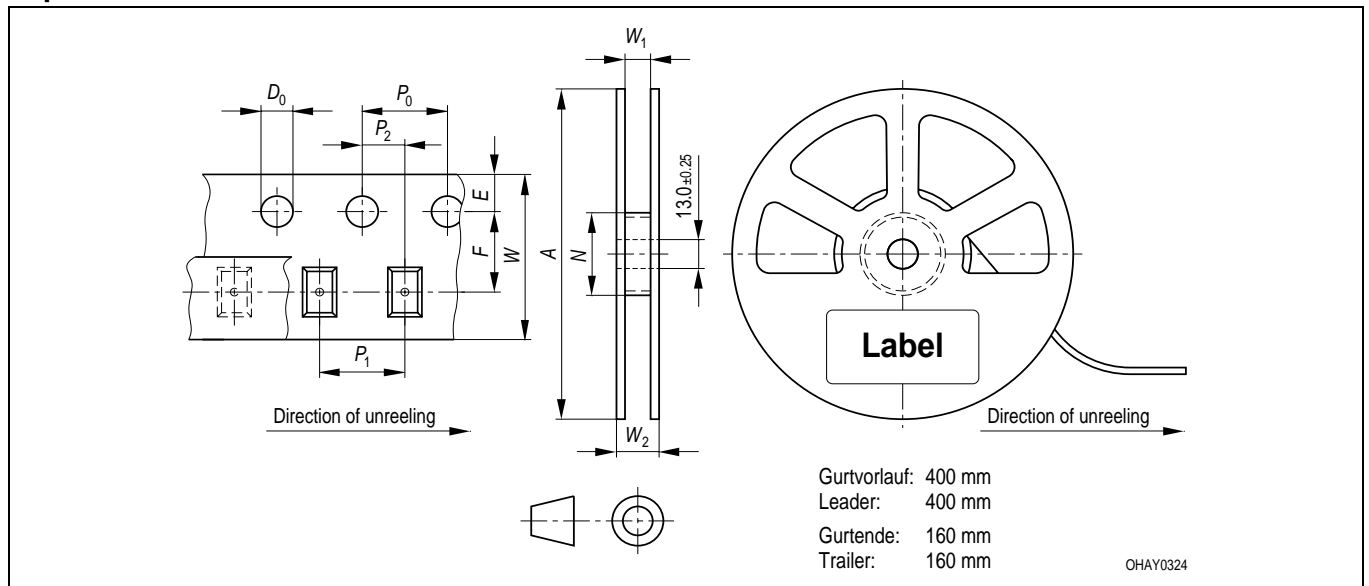 W1
D0
P0
P2
13.0±0.25
E
F
W
A
N
Label
P1
Direction of unreeling
W2
Direction of unreeling
Gurtvorlauf: 400 mm
Leader: 400 mm
Gurtende: 160 mm
Trailer: 160 mm
OHAY0324